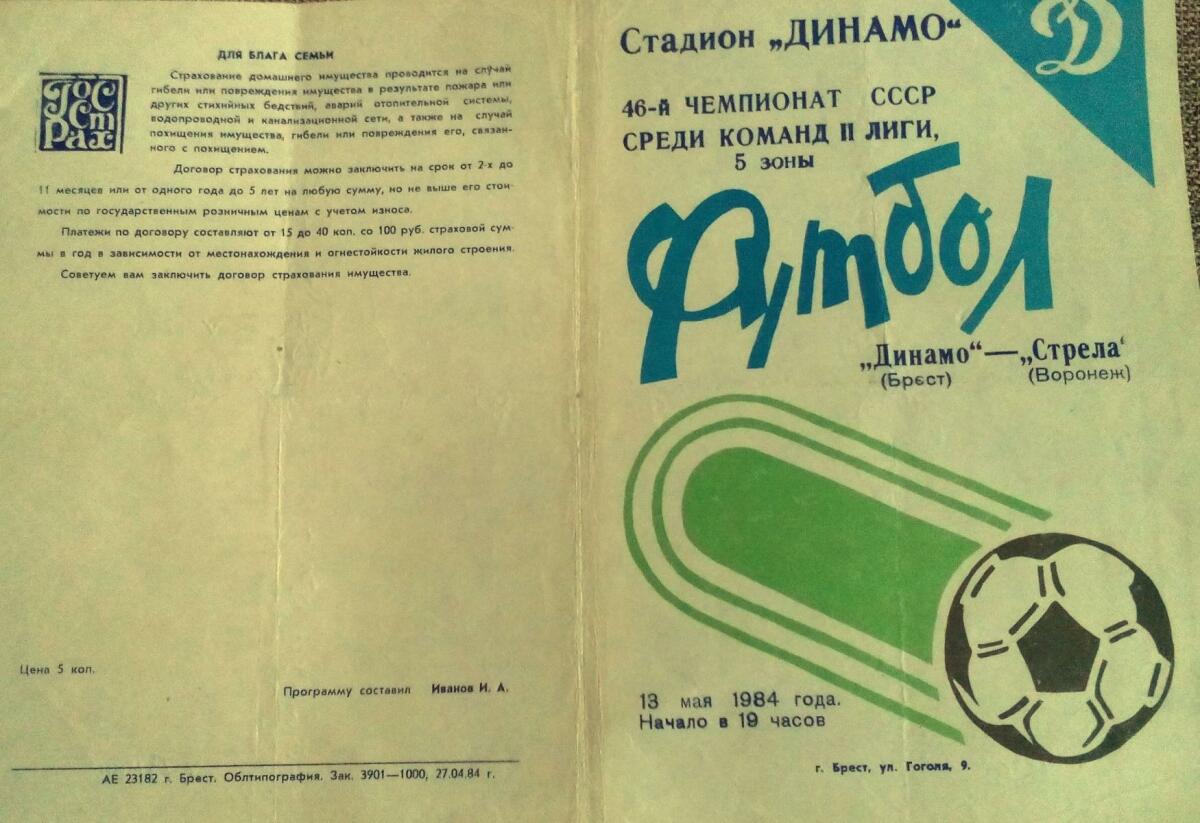 ДЛЯ БЛАГА СЕМЬИ
ГОССТРАХ
Страхование домашнего имущества проводится на случай
гибели или повреждения имущества в результате пожара или
других стихийных бедствий, аварий отопительной системы,
водопроводной и канализационной сети, а также на случай
похищения имущества, гибели или повреждения его, связан-
ного с похищением.
Договор страхования можно заключить на срок от 2-х до
11 месяцев или от одного года до 5 лет на любую сумму, но не выше его стои-
мости по государственным розничным ценам с учетом износа.
Платежи по договору составляют от 15 до 40 коп. со 100 руб. страховой сум-
мы в год в зависимости от местонахождения и огнестойкости жилого строения.
Советуем вам заключить договор страхования имущества.
Цена 5 коп.
Программу составил Иванов И. А.
АЕ 23182 г. Брест. Облтипография. Зак. 3901—1000, 27.04.84 г.
Стадион „ДИНАМО“
Д
46-й ЧЕМПИОНАТ СССР
СРЕДИ КОМАНД II ЛИГИ,
5 зоны
Футбол
„Динамо“—„Стрела‘
(Брест) (Воронеж)
13 мая 1984 года.
Начало в 19 часов
г. Брест, ул. Гоголя, 9.